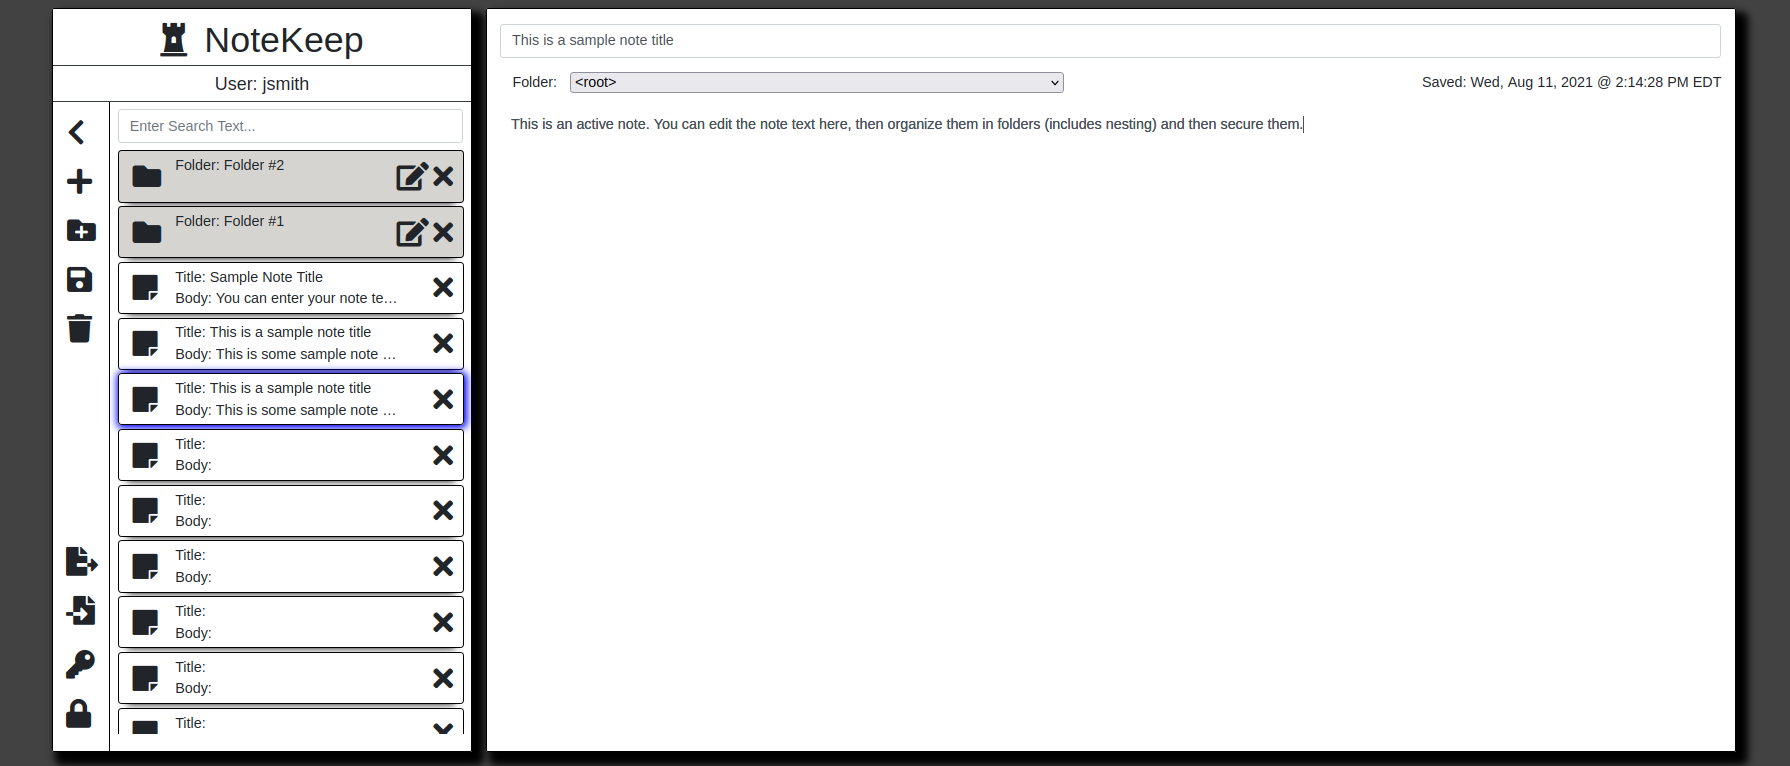 NoteKeep
User: jsmith
Enter Search Text...
Folder: Folder #2
Folder: Folder #1
Title: Sample Note Title
Body: You can enter your note te...
Title: This is a sample note title
Body: This is some sample note ...
Title: This is a sample note title
Body: This is some sample note ...
Title:
Body:
Title:
Body:
Title:
Body:
Title:
Body:
Title:
Body:
Title:
This is a sample note title
Folder: <root> Saved: Wed, Aug 11, 2021 @ 2:14:28 PM EDT
This is an active note. You can edit the note text here, then organize them in folders (includes nesting) and then secure them.